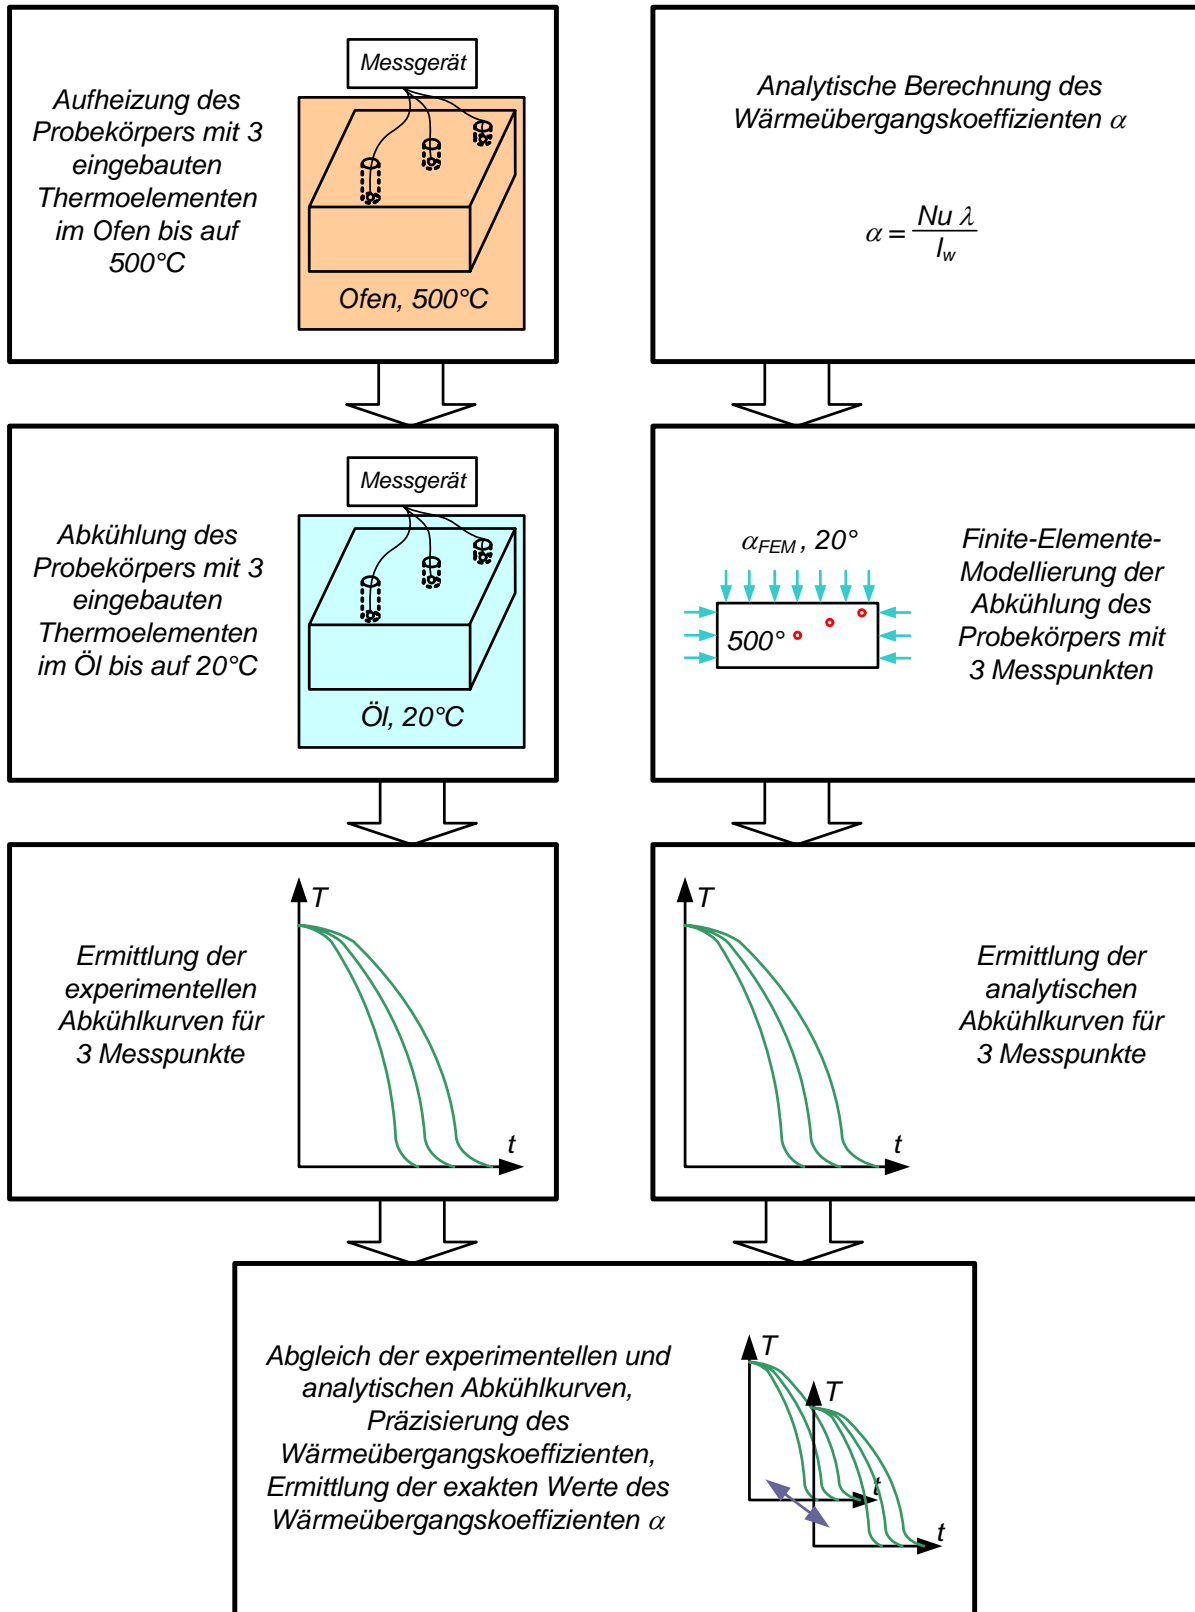 Aufheizung des
Probekörpers mit 3
eingebauten
Thermoelementen
im Ofen bis auf
500°C
Messgerät
Ofen, 500°C
Analytische Berechnung des
Wärmeübergangskoeffizienten α
α = Nu λ / l_w
Abkühlung des
Probekörpers mit 3
eingebauten
Thermoelementen
im Öl bis auf 20°C
Messgerät
Öl, 20°C
α_FEM , 20°
500°
Finite-Elemente-
Modellierung der
Abkühlung des
Probekörpers mit
3 Messpunkten
Ermittlung der
experimentellen
Abkühlkurven für
3 Messpunkte
T
t
T
t
Ermittlung der
analytischen
Abkühlkurven für
3 Messpunkte
Abgleich der experimentellen und
analytischen Abkühlkurven,
Präzisierung des
Wärmeübergangskoeffizienten,
Ermittlung der exakten Werte des
Wärmeübergangskoeffizienten α
T
t
T
t